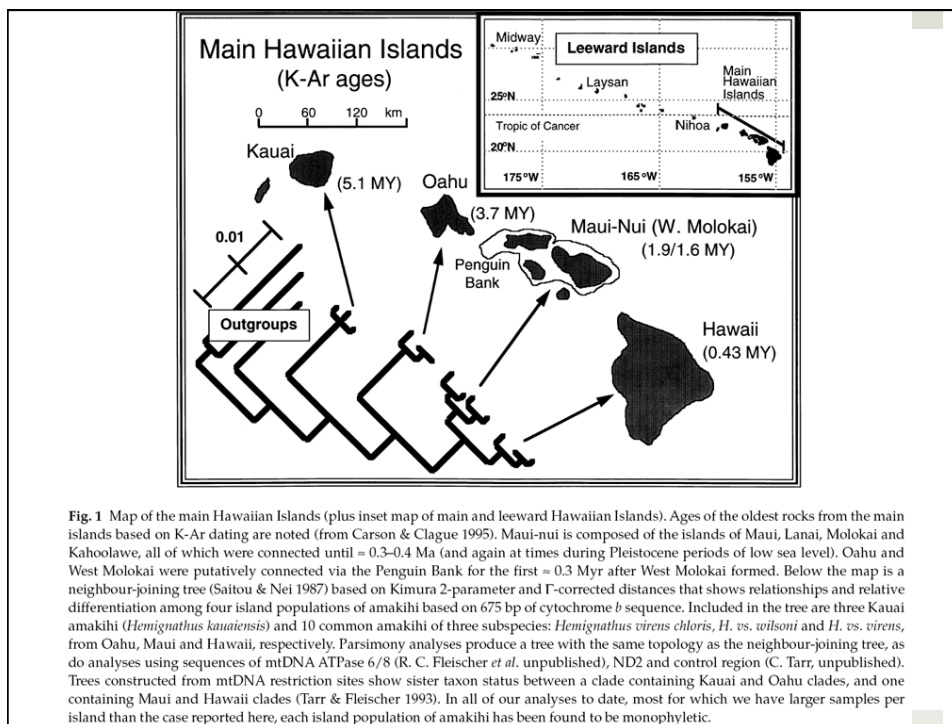 Main Hawaiian Islands
(K-Ar ages)
0 60 120 km
Leeward Islands
Midway
Laysan
Main
Hawaiian
Islands
25°N
Tropic of Cancer
Nihoa
20°N
175°W 165°W 155°W
Kauai
(5.1 MY)
Oahu
(3.7 MY)
Maui-Nui (W. Molokai)
(1.9/1.6 MY)
Penguin
Bank
0.01
Outgroups
Hawaii
(0.43 MY)
Fig. 1 Map of the main Hawaiian Islands (plus inset map of main and leeward Hawaiian Islands). Ages of the oldest rocks from the main
islands based on K-Ar dating are noted (from Carson & Clague 1995). Maui-nui is composed of the islands of Maui, Lanai, Molokai and
Kahoolawe, all of which were connected until ≈ 0.3–0.4 Ma (and again at times during Pleistocene periods of low sea level). Oahu and
West Molokai were putatively connected via the Penguin Bank for the first ≈ 0.3 Myr after West Molokai formed. Below the map is a
neighbour-joining tree (Saitou & Nei 1987) based on Kimura 2-parameter and Γ-corrected distances that shows relationships and relative
differentiation among four island populations of amakihi based on 675 bp of cytochrome b sequence. Included in the tree are three Kauai
amakihi (Hemignathus kauaiensis) and 10 common amakihi of three subspecies: Hemignathus virens chloris, H. vs. wilsoni and H. vs. virens,
from Oahu, Maui and Hawaii, respectively. Parsimony analyses produce a tree with the same topology as the neighbour-joining tree, as
do analyses using sequences of mtDNA ATPase 6/8 (R. C. Fleischer et al. unpublished), ND2 and control region (C. Tarr, unpublished).
Trees constructed from mtDNA restriction sites show sister taxon status between a clade containing Kauai and Oahu clades, and one
containing Maui and Hawaii clades (Tarr & Fleischer 1993). In all of our analyses to date, most for which we have larger samples per
island than the case reported here, each island population of amakihi has been found to be monophyletic.